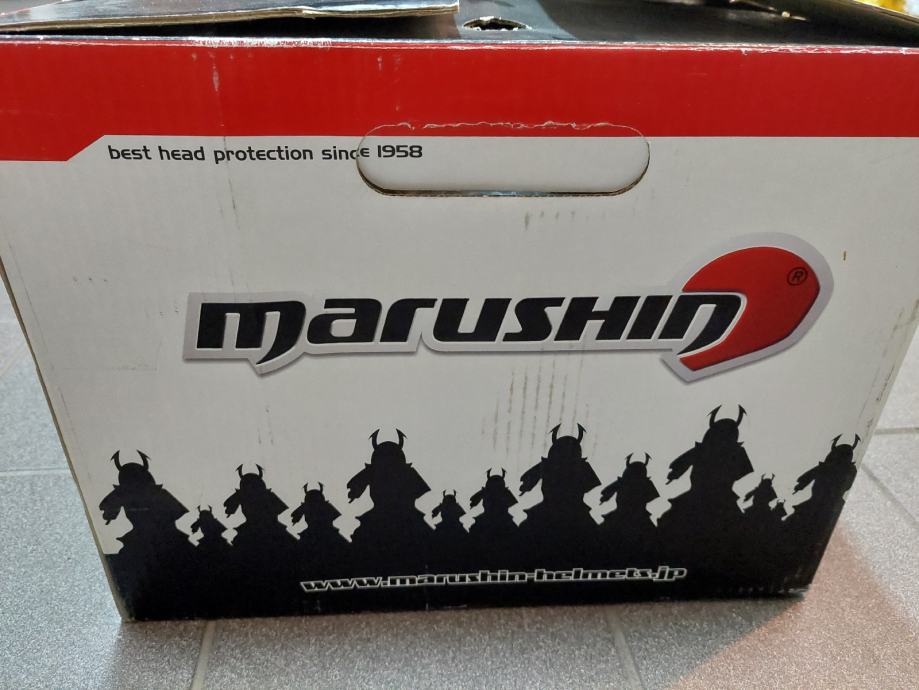 best head protection since 1958
marushin®
www.marushin-helmets.jp